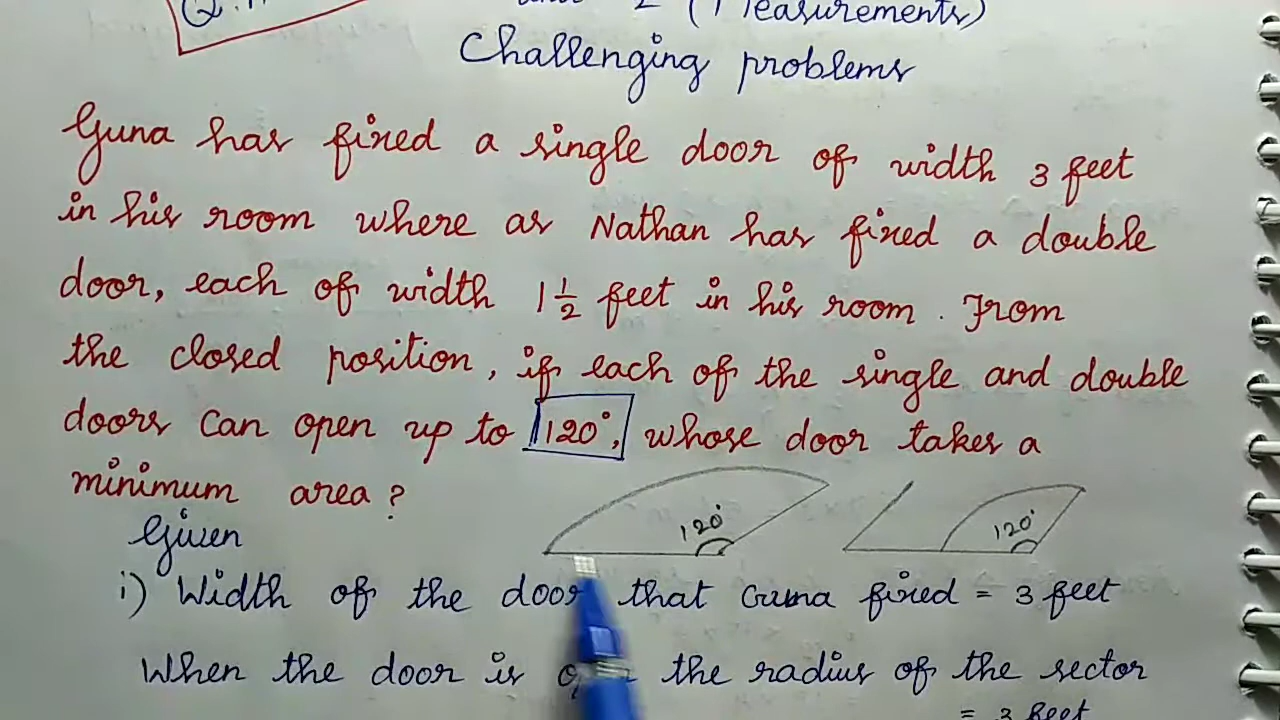 2 (Measurements)
Challenging problems
Guna has fixed a single door of width 3 feet
in his room where as Nathan has fixed a double
door, each of width 1 1/2 feet in his room. From
the closed position, if each of the single and double
doors can open up to 120°, whose door takes a
minimum area?
120°
120°
Given
i) Width of the door that Guna fixed = 3 feet
When the door is the radius of the sector
= 3 feet